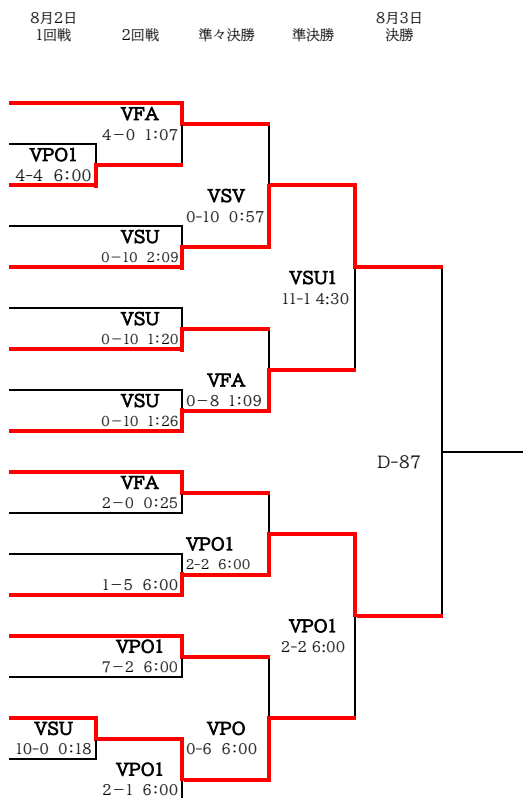 8月2日
8月3日
1回戦
2回戦
準々決勝
準決勝
決勝
VFA
4−0 1:07
VPO1
4-4 6:00
VSV
0-10 0:57
VSU
0−10 2:09
VSU1
11-1 4:30
VSU
0−10 1:20
VFA
0−8 1:09
VSU
0−10 1:26
D-87
VFA
2−0 0:25
VPO1
2-2 6:00
1−5 6:00
VPO1
2-2 6:00
VPO1
7−2 6:00
VSU
10-0 0:18
VPO
0-6 6:00
VPO1
2−1 6:00